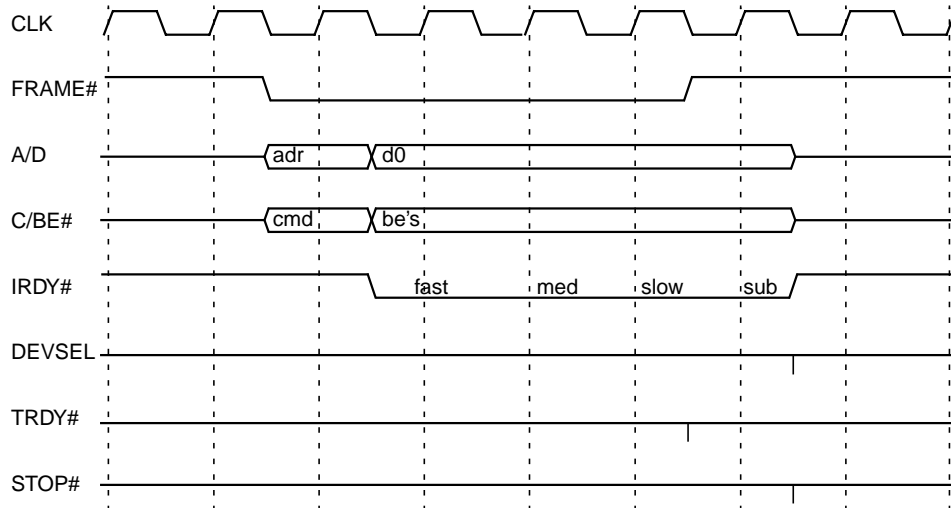 CLK
FRAME#
A/D adr d0
C/BE# cmd be's
IRDY# fast med slow sub
DEVSEL
TRDY#
STOP#